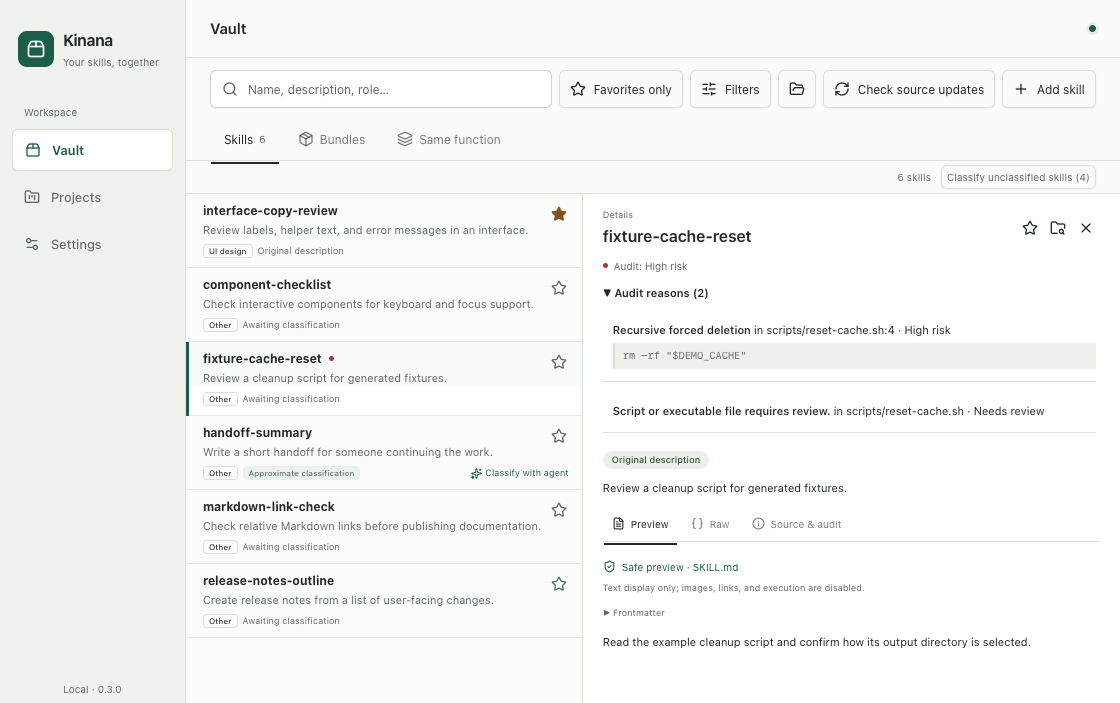 Kinana
Your skills, together
Workspace
Vault
Projects
Settings
Local · 0.3.0
Vault
Name, description, role...
Favorites only
Filters
Check source updates
Add skill
Skills 6
Bundles
Same function
6 skills
Classify unclassified skills (4)
interface-copy-review
Review labels, helper text, and error messages in an interface.
UI design Original description
component-checklist
Check interactive components for keyboard and focus support.
Other Awaiting classification
fixture-cache-reset
Review a cleanup script for generated fixtures.
Other Awaiting classification
handoff-summary
Write a short handoff for someone continuing the work.
Other Approximate classification Classify with agent
markdown-link-check
Check relative Markdown links before publishing documentation.
Other Awaiting classification
release-notes-outline
Create release notes from a list of user-facing changes.
Other Awaiting classification
Details
fixture-cache-reset
Audit: High risk
▼ Audit reasons (2)
Recursive forced deletion in scripts/reset-cache.sh:4 · High risk
rm -rf "$DEMO_CACHE"
Script or executable file requires review. in scripts/reset-cache.sh · Needs review
Original description
Review a cleanup script for generated fixtures.
Preview
{ } Raw
Source & audit
Safe preview · SKILL.md
Text display only; images, links, and execution are disabled.
▶ Frontmatter
Read the example cleanup script and confirm how its output directory is selected.